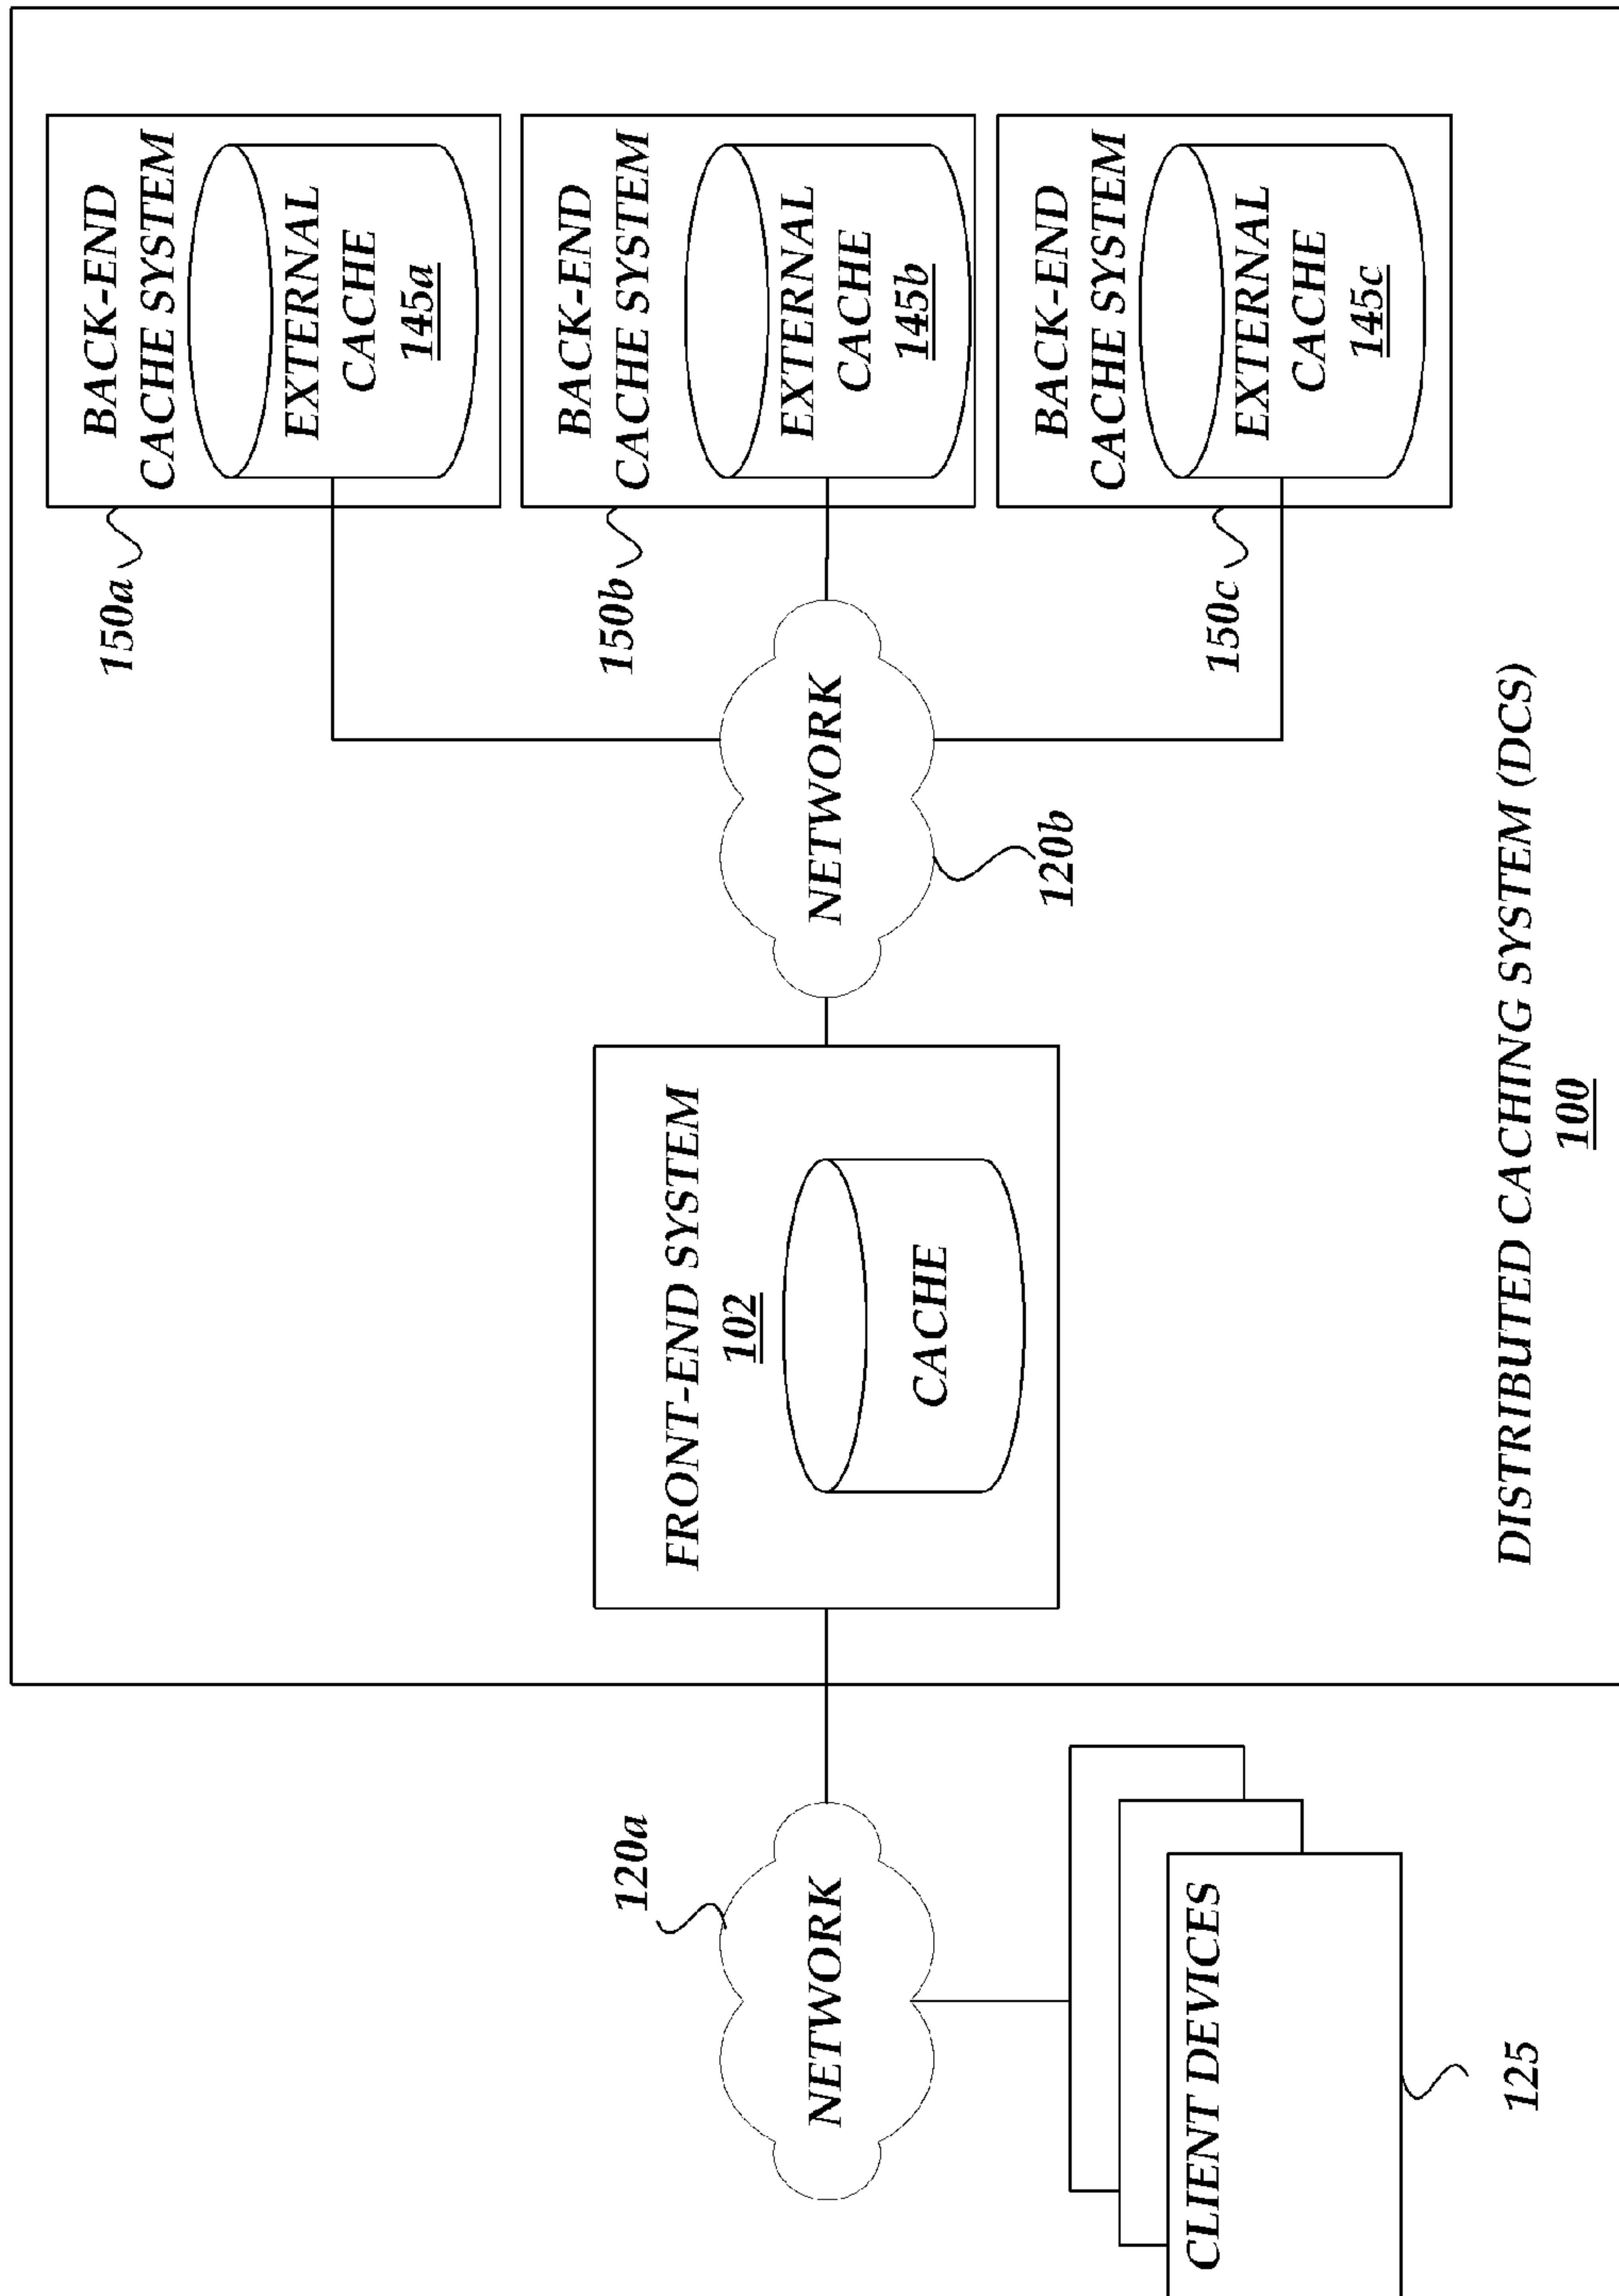 BACK-END
CACHE SYSTEM
EXTERNAL
CACHE
145a
150a
BACK-END
CACHE SYSTEM
EXTERNAL
CACHE
145b
150b
BACK-END
CACHE SYSTEM
EXTERNAL
CACHE
145c
150c
NETWORK
120b
FRONT-END SYSTEM
102
CACHE
120a
NETWORK
CLIENT DEVICES
125
DISTRIBUTED CACHING SYSTEM (DCS)
100